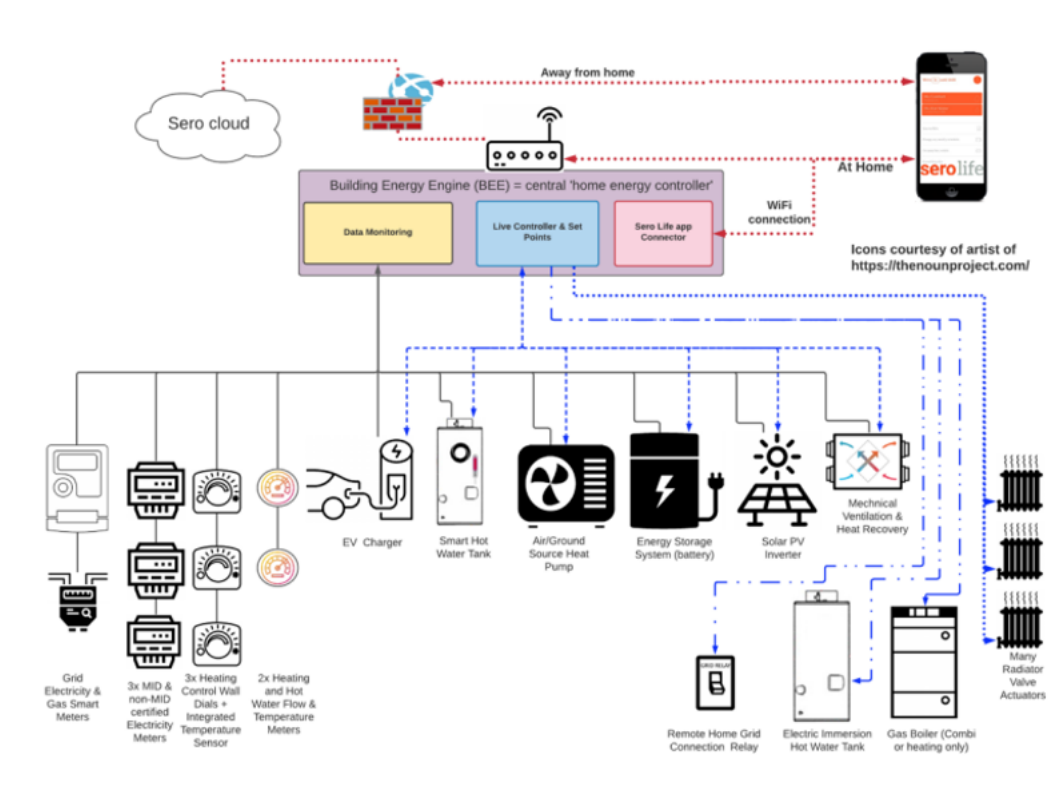 Away from home
Sero cloud
serolife
At Home
Building Energy Engine (BEE) = central 'home energy controller'
WiFi
connection
Data Monitoring
Live Controller & Set
Points
Sero Life app
Connector
Icons courtesy of artist of
https://thenounproject.com/
EV Charger
Smart Hot
Water Tank
Air/Ground
Source Heat
Pump
Energy Storage
System (battery)
Solar PV
Inverter
Mechnical
Ventilation &
Heat Recovery
Grid
Electricity &
Gas Smart
Meters
3x MID &
non-MID
certified
Electricity
Meters
3x Heating
Control Wall
Dials +
Integrated
Temperature
Sensor
2x Heating
and Hot
Water Flow &
Temperature
Meters
GRID RELAY
Remote Home Grid
Connection Relay
Electric Immersion
Hot Water Tank
Gas Boiler (Combi
or heating only)
Many
Radiator
Valve
Actuators